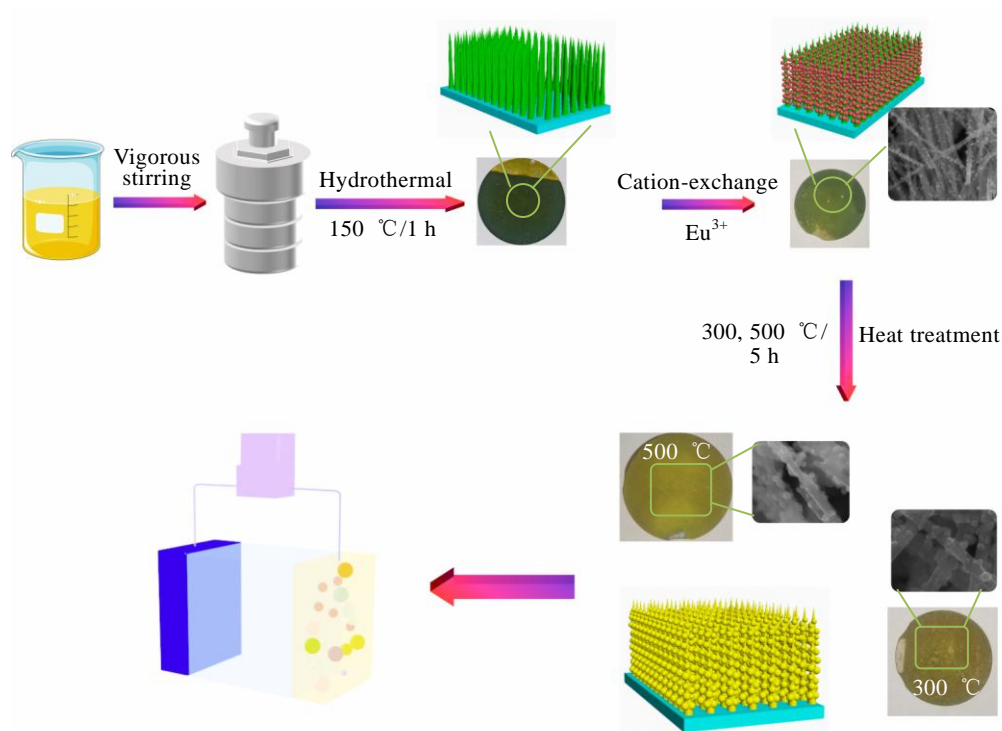 Vigorous
stirring
Hydrothermal
150 ℃/1 h
Cation-exchange
Eu³⁺
300, 500 ℃/
5 h
Heat treatment
500 ℃
300 ℃